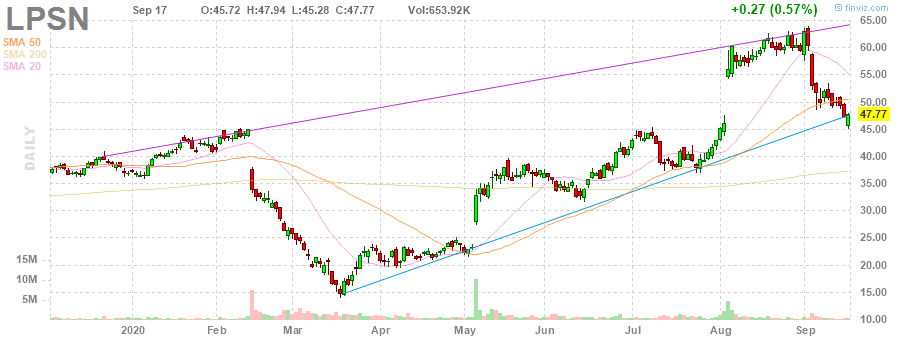 LPSN
Sep 17 O:45.72 H:47.94 L:45.28 C:47.77 Vol:653.92K +0.27 (0.57%)
© finviz.com
SMA 50
SMA 200
SMA 20
DAILY
65.00
60.00
55.00
50.00
47.77
45.00
40.00
35.00
30.00
25.00
20.00
15.00
10.00
15M
10M
5M
2020 Feb Mar Apr May Jun Jul Aug Sep